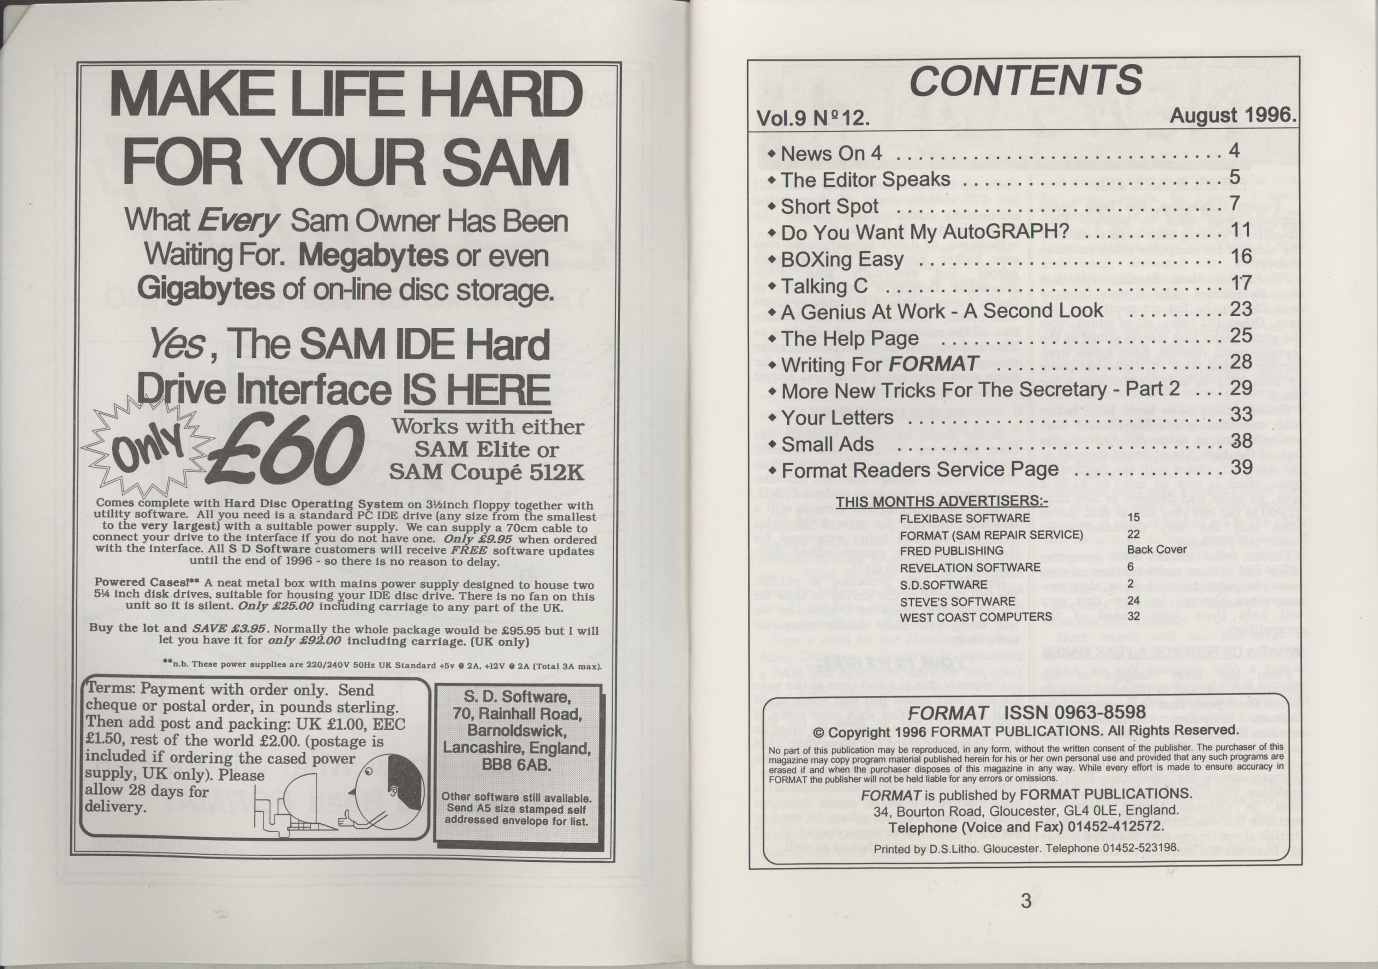 MAKE LIFE HARD
FOR YOUR SAM
What Every Sam Owner Has Been
Waiting For. Megabytes or even
Gigabytes of on-line disc storage.
Yes, The SAM IDE Hard
Drive Interface IS HERE
Only £60
Works with either
SAM Elite or
SAM Coupé 512K
Comes complete with Hard Disc Operating System on 3½inch floppy together with
utility software. All you need is a standard PC IDE drive (any size from the smallest
to the very largest) with a suitable power supply. We can supply a 70cm cable to
connect your drive to the interface if you do not have one. Only £9.95 when ordered
with the interface. All S D Software customers will receive FREE software updates
until the end of 1996 - so there is no reason to delay.
Powered Cases!** A neat metal box with mains power supply designed to house two
5¼ inch disk drives, suitable for housing your IDE disc drive. There is no fan on this
unit so it is silent. Only £25.00 including carriage to any part of the UK.
Buy the lot and SAVE £3.95. Normally the whole package would be £95.95 but I will
let you have it for only £92.00 including carriage. (UK only)
**n.b. These power supplies are 220/240V 50Hz UK Standard +5v @ 2A, +12V @ 2A (Total 3A max).
Terms: Payment with order only. Send
cheque or postal order, in pounds sterling.
Then add post and packing: UK £1.00, EEC
£1.50, rest of the world £2.00. (postage is
included if ordering the cased power
supply, UK only). Please
allow 28 days for
delivery.
S. D. Software,
70, Rainhall Road,
Barnoldswick,
Lancashire, England,
BB8 6AB.
Other software still available.
Send A5 size stamped self
addressed envelope for list.
CONTENTS
Vol.9 Nº12. August 1996.
◆ News On 4 . . . . . . . . . . . . . . . . . . . . . . . . . . . . . . 4
◆ The Editor Speaks . . . . . . . . . . . . . . . . . . . . . . . . 5
◆ Short Spot . . . . . . . . . . . . . . . . . . . . . . . . . . . . . . 7
◆ Do You Want My AutoGRAPH? . . . . . . . . . . . . . 11
◆ BOXing Easy . . . . . . . . . . . . . . . . . . . . . . . . . . . . 16
◆ Talking C . . . . . . . . . . . . . . . . . . . . . . . . . . . . . . . 17
◆ A Genius At Work - A Second Look . . . . . . . . . 23
◆ The Help Page . . . . . . . . . . . . . . . . . . . . . . . . . . 25
◆ Writing For FORMAT . . . . . . . . . . . . . . . . . . . . . 28
◆ More New Tricks For The Secretary - Part 2 . . . 29
◆ Your Letters . . . . . . . . . . . . . . . . . . . . . . . . . . . . . 33
◆ Small Ads . . . . . . . . . . . . . . . . . . . . . . . . . . . . . . 38
◆ Format Readers Service Page . . . . . . . . . . . . . . 39
THIS MONTHS ADVERTISERS:-
FLEXIBASE SOFTWARE 15
FORMAT (SAM REPAIR SERVICE) 22
FRED PUBLISHING Back Cover
REVELATION SOFTWARE 6
S.D.SOFTWARE 2
STEVE'S SOFTWARE 24
WEST COAST COMPUTERS 32
FORMAT ISSN 0963-8598
© Copyright 1996 FORMAT PUBLICATIONS. All Rights Reserved.
No part of this publication may be reproduced, in any form, without the written consent of the publisher. The purchaser of this
magazine may copy program material published herein for his or her own personal use and provided that any such programs are
erased if and when the purchaser disposes of this magazine in any way. While every effort is made to ensure accuracy in
FORMAT the publisher will not be held liable for any errors or omissions.
FORMAT is published by FORMAT PUBLICATIONS.
34, Bourton Road, Gloucester, GL4 0LE, England.
Telephone (Voice and Fax) 01452-412572.
Printed by D.S.Litho. Gloucester. Telephone 01452-523198.
3